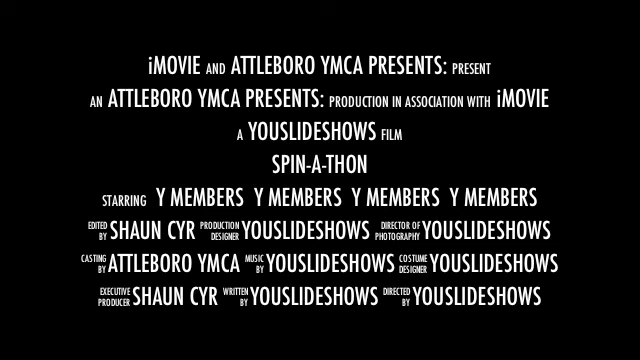 iMOVIE AND ATTLEBORO YMCA PRESENTS: PRESENT
AN ATTLEBORO YMCA PRESENTS: PRODUCTION IN ASSOCIATION WITH iMOVIE
A YOUSLIDESHOWS FILM
SPIN-A-THON
STARRING Y MEMBERS Y MEMBERS Y MEMBERS Y MEMBERS
EDITED BY SHAUN CYR PRODUCTION DESIGNER YOUSLIDESHOWS DIRECTOR OF PHOTOGRAPHY YOUSLIDESHOWS
CASTING BY ATTLEBORO YMCA MUSIC BY YOUSLIDESHOWS COSTUME DESIGNER YOUSLIDESHOWS
EXECUTIVE PRODUCER SHAUN CYR WRITTEN BY YOUSLIDESHOWS DIRECTED BY YOUSLIDESHOWS